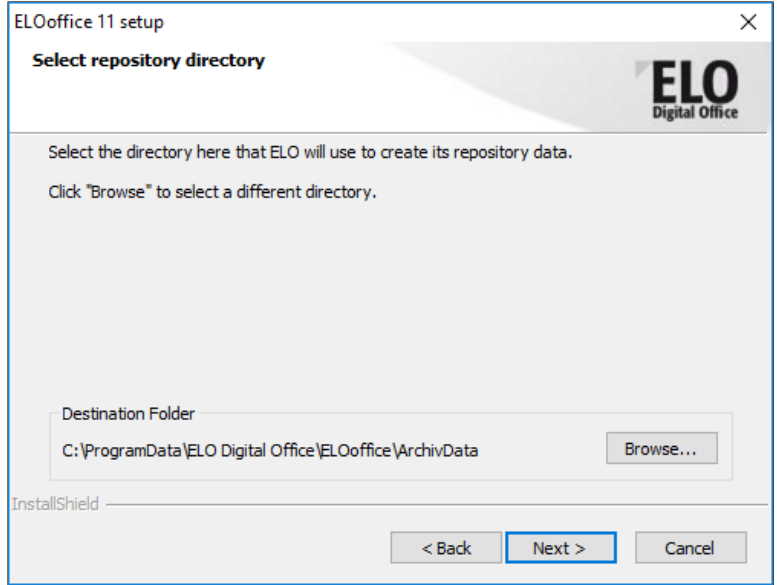 ELOoffice 11 setup
Select repository directory
ELO
Digital Office
Select the directory here that ELO will use to create its repository data.
Click "Browse" to select a different directory.
Destination Folder
C:\ProgramData\ELO Digital Office\ELOoffice\ArchivData
Browse...
InstallShield
< Back
Next >
Cancel